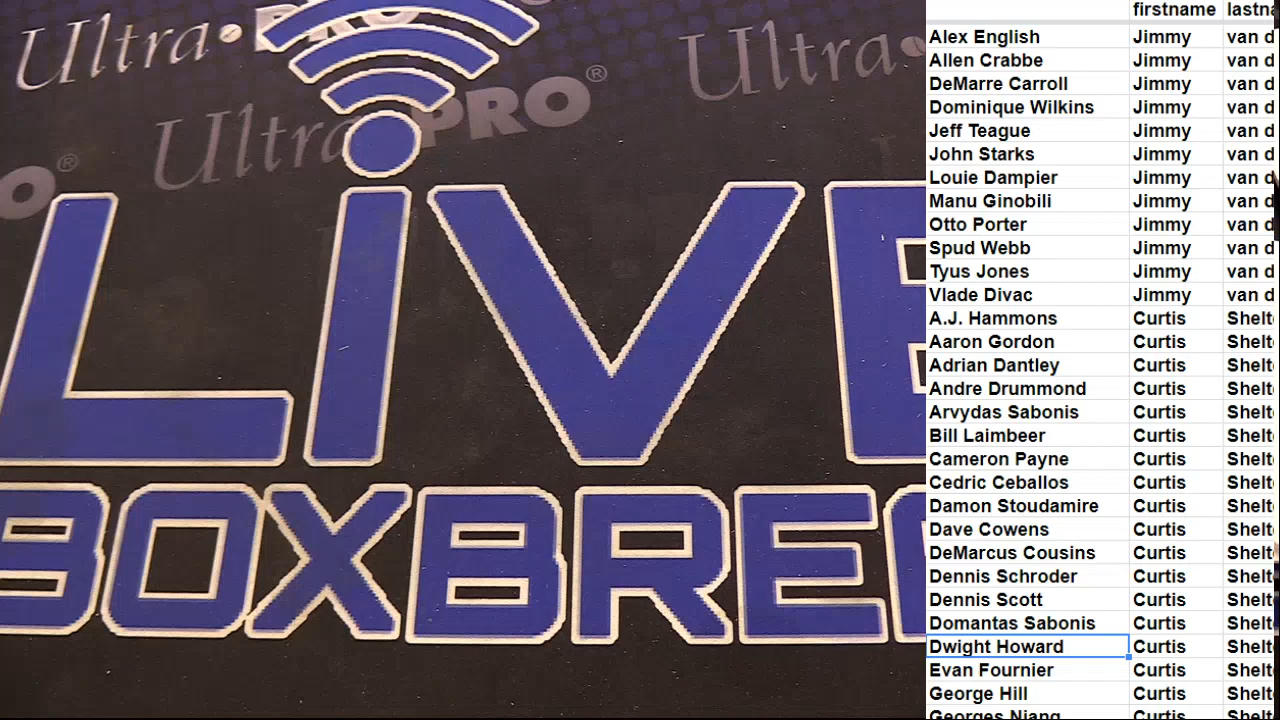 Ultra•PRO
Ultra•
Ultra PRO®
O®
LiVE
BOXBREA
firstname lastna
Alex English Jimmy van d
Allen Crabbe Jimmy van d
DeMarre Carroll Jimmy van d
Dominique Wilkins Jimmy van d
Jeff Teague Jimmy van d
John Starks Jimmy van d
Louie Dampier Jimmy van d
Manu Ginobili Jimmy van d
Otto Porter Jimmy van d
Spud Webb Jimmy van d
Tyus Jones Jimmy van d
Vlade Divac Jimmy van d
A.J. Hammons Curtis Shelt
Aaron Gordon Curtis Shelt
Adrian Dantley Curtis Shelt
Andre Drummond Curtis Shelt
Arvydas Sabonis Curtis Shelt
Bill Laimbeer Curtis Shelt
Cameron Payne Curtis Shelt
Cedric Ceballos Curtis Shelt
Damon Stoudamire Curtis Shelt
Dave Cowens Curtis Shelt
DeMarcus Cousins Curtis Shelt
Dennis Schroder Curtis Shelt
Dennis Scott Curtis Shelt
Domantas Sabonis Curtis Shelt
Dwight Howard Curtis Shelt
Evan Fournier Curtis Shelt
George Hill Curtis Shelt
Georges Niang Curtis Shelt